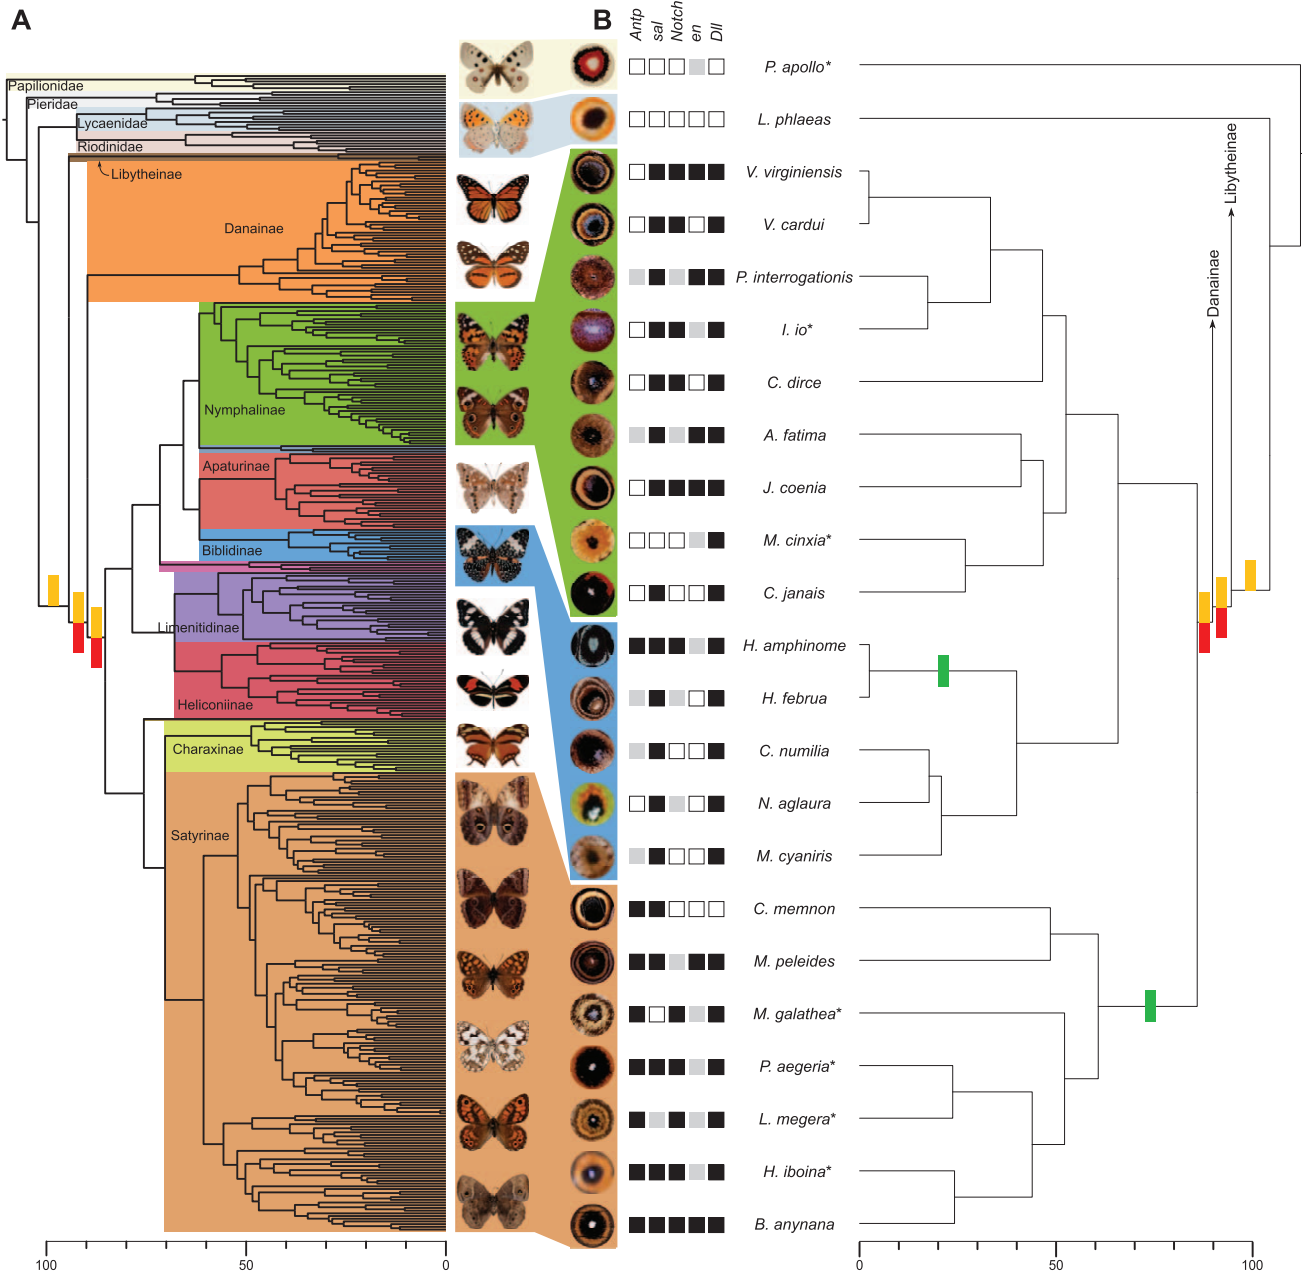 A
B
Antp
sal
Notch
en
Dll
Papilionidae
Pieridae
Lycaenidae
Riodinidae
Libytheinae
Danainae
Nymphalinae
Apaturinae
Biblidinae
Limenitidinae
Heliconiinae
Charaxinae
Satyrinae
100
50
0
P. apollo*
L. phlaeas
V. virginiensis
V. cardui
P. interrogationis
I. io*
C. dirce
A. fatima
J. coenia
M. cinxia*
C. janais
H. amphinome
H. februa
C. numilia
N. aglaura
M. cyaniris
C. memnon
M. peleides
M. galathea*
P. aegeria*
L. megera*
H. iboina*
B. anynana
Danainae
Libytheinae
0
50
100